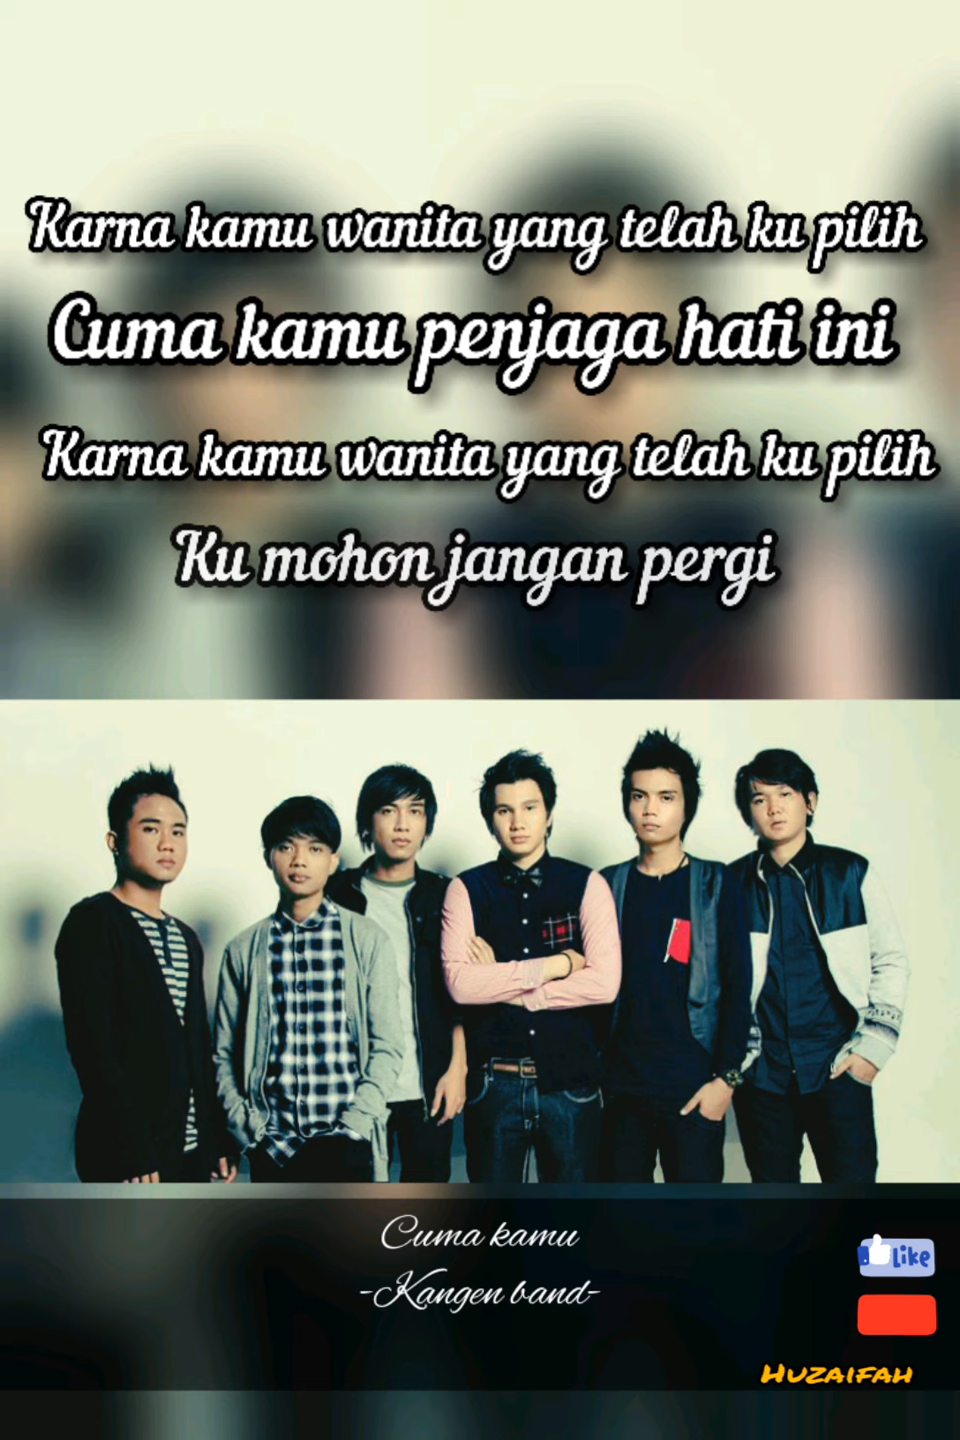 Karna kamu wanita yang telah ku pilih
Cuma kamu penjaga hati ini
Karna kamu wanita yang telah ku pilih
Ku mohon jangan pergi
Cuma kamu
-Kangen band-
Like
HUZAIFAH